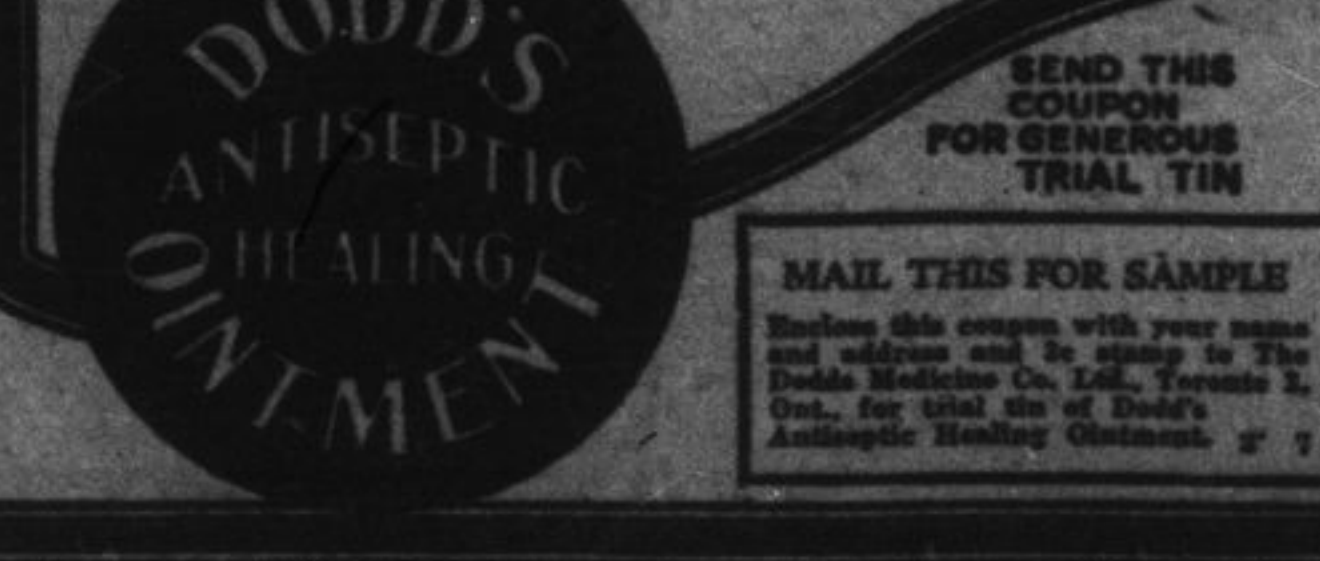 DODD'S
ANTISEPTIC
HEALING
OINTMENT
SEND THIS
COUPON
FOR GENEROUS
TRIAL TIN
MAIL THIS FOR SAMPLE
Enclose this coupon with your name
and address and 3c stamp to The
Dodds Medicine Co. Ltd., Toronto 2,
Ont., for trial tin of Dodd's
Antiseptic Healing Ointment. 7